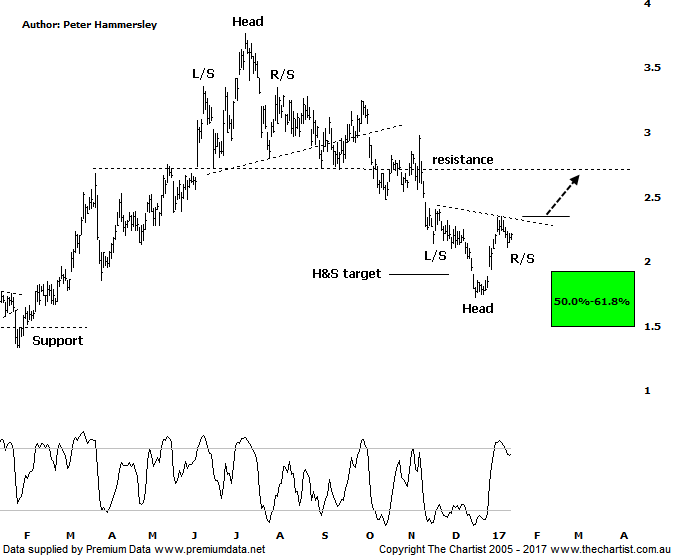 4
Author: Peter Hammersley
Head
3.5
L/S
R/S
3
resistance
2.5
L/S
R/S
2
H&S target
50.0%-61.8%
Head
1.5
Support
1
F M A M J J A S O N D 17 F M A
Data supplied by Premium Data www.premiumdata.net
Copyright The Chartist 2005 - 2017 www.thechartist.com.au